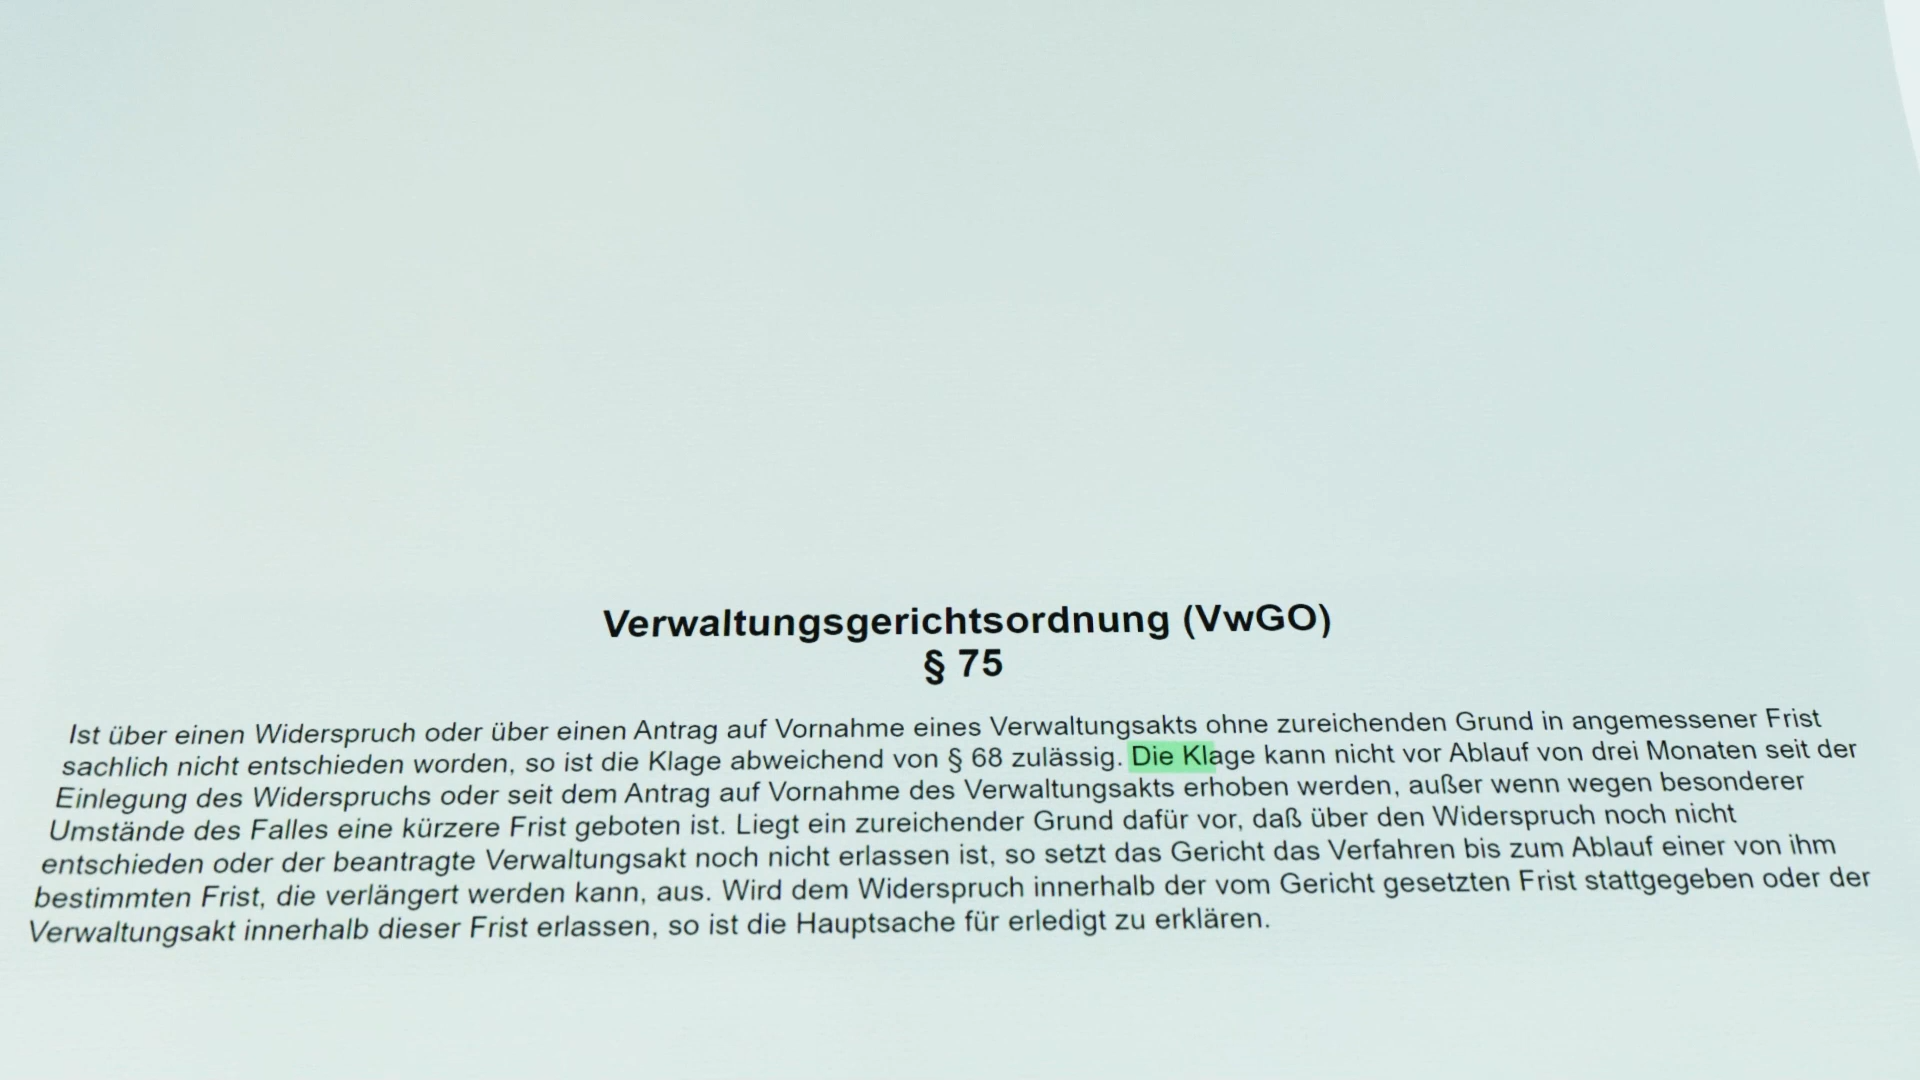 Verwaltungsgerichtsordnung (VwGO)
§ 75
Ist über einen Widerspruch oder über einen Antrag auf Vornahme eines Verwaltungsakts ohne zureichenden Grund in angemessener Frist
sachlich nicht entschieden worden, so ist die Klage abweichend von § 68 zulässig. Die Klage kann nicht vor Ablauf von drei Monaten seit der
Einlegung des Widerspruchs oder seit dem Antrag auf Vornahme des Verwaltungsakts erhoben werden, außer wenn wegen besonderer
Umstände des Falles eine kürzere Frist geboten ist. Liegt ein zureichender Grund dafür vor, daß über den Widerspruch noch nicht
entschieden oder der beantragte Verwaltungsakt noch nicht erlassen ist, so setzt das Gericht das Verfahren bis zum Ablauf einer von ihm
bestimmten Frist, die verlängert werden kann, aus. Wird dem Widerspruch innerhalb der vom Gericht gesetzten Frist stattgegeben oder der
Verwaltungsakt innerhalb dieser Frist erlassen, so ist die Hauptsache für erledigt zu erklären.